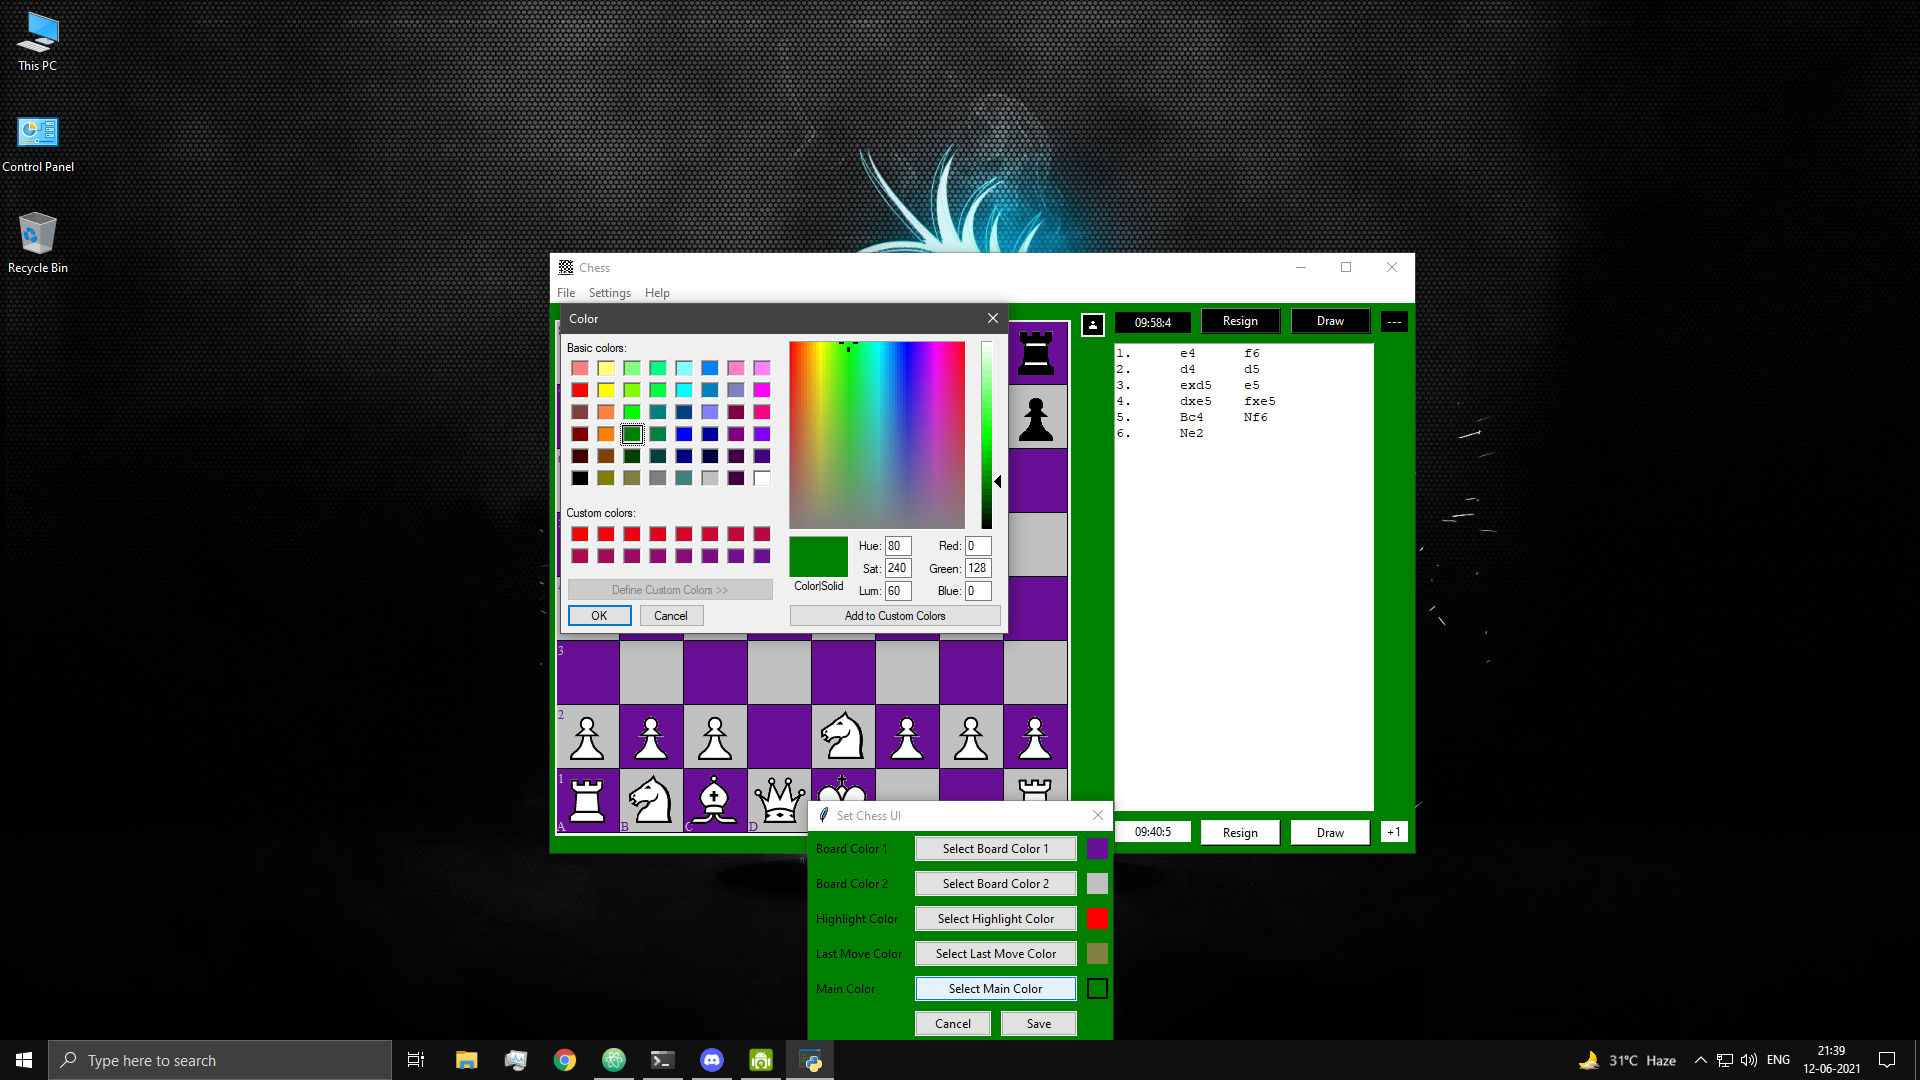 This PC
Control Panel
Recycle Bin
Chess
File Settings Help
Color
Basic colors:
Custom colors:
Define Custom Colors >>
OK Cancel
Hue: 80 Red: 0
Sat: 240 Green: 128
Lum: 60 Blue: 0
Color|Solid
Add to Custom Colors
09:58:4 Resign Draw ---
1. e4 f6
2. d4 d5
3. exd5 e5
4. dxe5 fxe5
5. Bc4 Nf6
6. Ne2
3
2
1
A B C D
09:40:5 Resign Draw +1
Set Chess UI
Board Color 1 Select Board Color 1
Board Color 2 Select Board Color 2
Highlight Color Select Highlight Color
Last Move Color Select Last Move Color
Main Color Select Main Color
Cancel Save
Type here to search
31°C Haze
ENG
21:39
12-06-2021